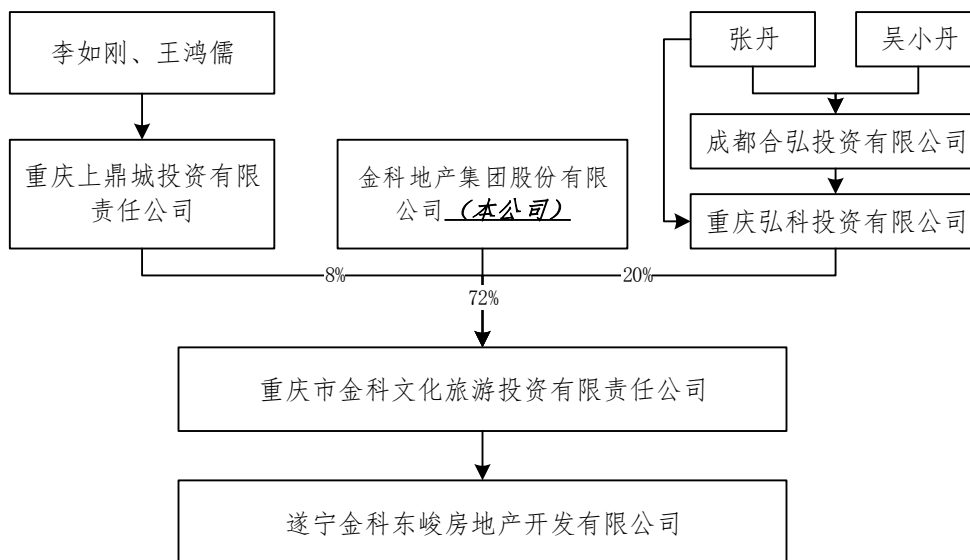 李如刚、王鸿儒
张丹
吴小丹
成都合弘投资有限公司
重庆上鼎城投资有限
责任公司
金科地产集团股份有限
公司（本公司）
重庆弘科投资有限公司
8%
20%
72%
重庆市金科文化旅游投资有限责任公司
遂宁金科东峻房地产开发有限公司